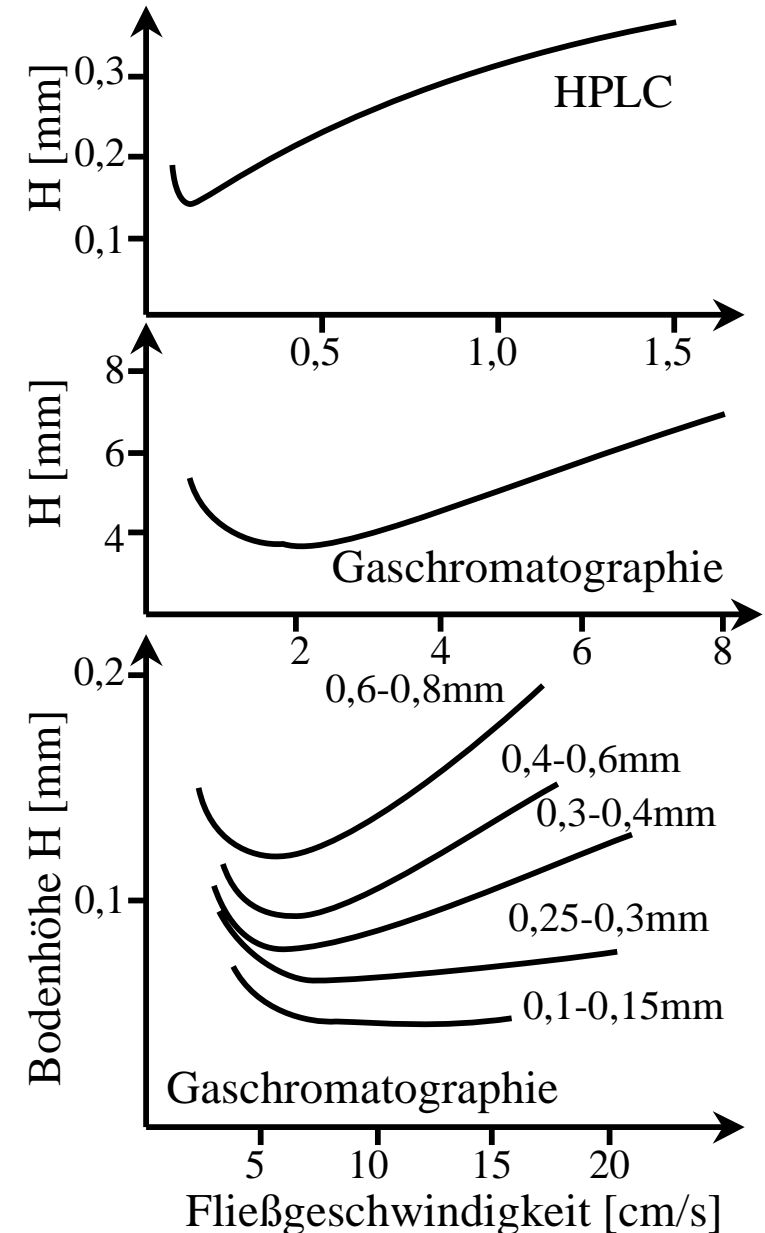 H [mm]
0,3
0,2
0,1
HPLC
0,5 1,0 1,5
H [mm]
8
6
4
Gaschromatographie
2 4 6 8
Bodenhöhe H [mm]
0,2
0,1
0,6-0,8mm
0,4-0,6mm
0,3-0,4mm
0,25-0,3mm
0,1-0,15mm
Gaschromatographie
5 10 15 20
Fließgeschwindigkeit [cm/s]